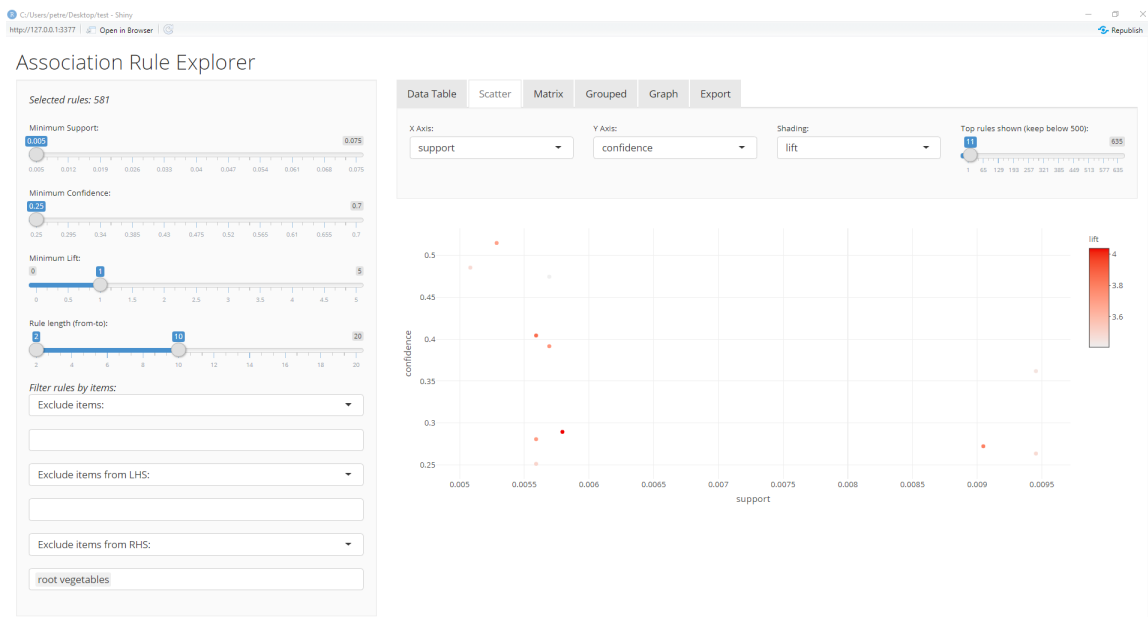 C:/Users/petre/Desktop/test - Shiny
http://127.0.0.1:3377 Open in Browser Republish
Association Rule Explorer
Selected rules: 581
Minimum Support:
0.005 0.075
0.005 0.012 0.019 0.026 0.033 0.04 0.047 0.054 0.061 0.068 0.075
Minimum Confidence:
0.25 0.7
0.25 0.295 0.34 0.385 0.43 0.475 0.52 0.565 0.61 0.655 0.7
Minimum Lift:
0 1 5
0 0.5 1 1.5 2 2.5 3 3.5 4 4.5 5
Rule length (from-to):
2 10 20
2 4 6 8 10 12 14 16 18 20
Filter rules by items:
Exclude items:
Exclude items from LHS:
Exclude items from RHS:
root vegetables
Data Table Scatter Matrix Grouped Graph Export
X Axis: Y Axis: Shading: Top rules shown (keep below 500):
support confidence lift 11 635
1 65 129 193 257 321 385 449 513 577 635
lift
4
3.8
3.6
confidence
0.5
0.45
0.4
0.35
0.3
0.25
0.005 0.0055 0.006 0.0065 0.007 0.0075 0.008 0.0085 0.009 0.0095
support